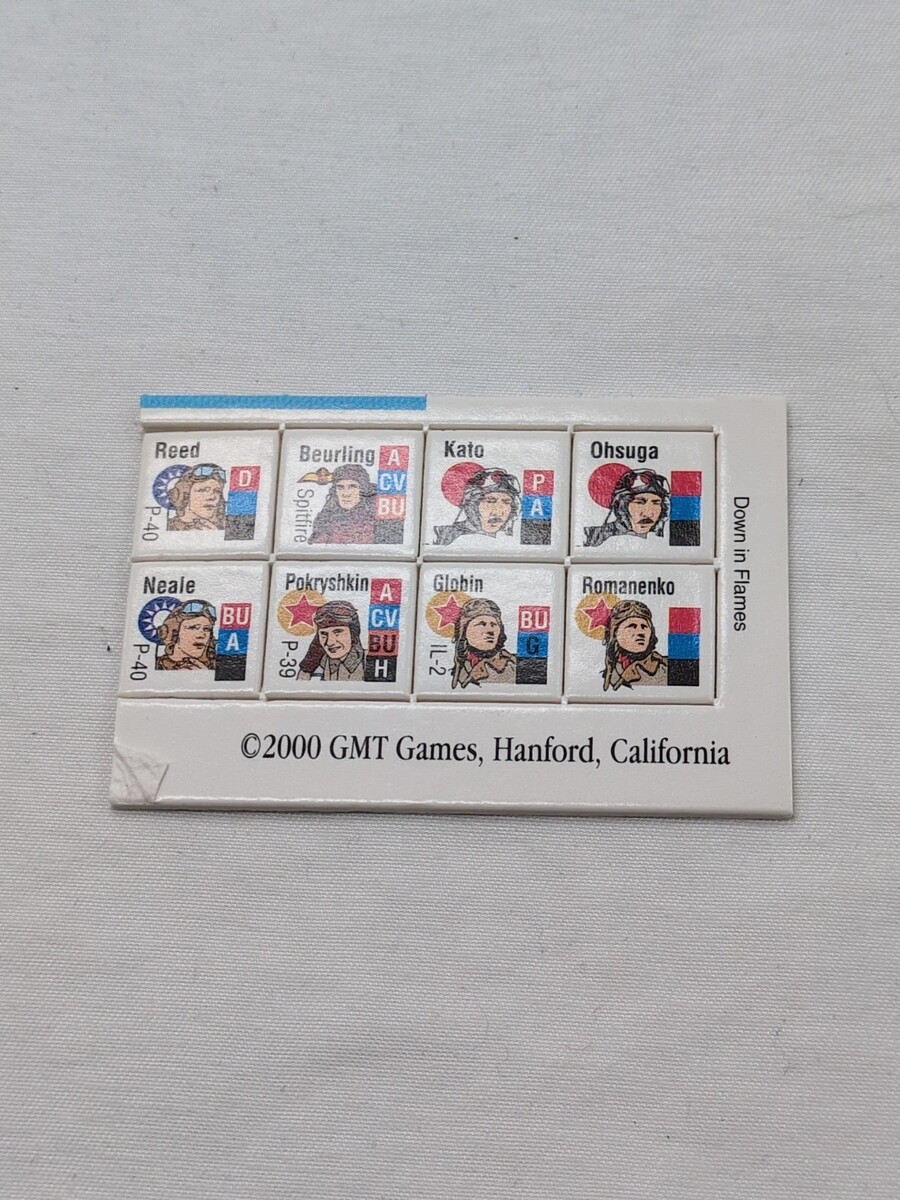 Reed
D
P-40
Beurling
A
CV
BU
Spitfire
Kato
P
A
Ohsuga
Neale
BU
A
P-40
Pokryshkin
A
CV
BU
H
P-39
Globin
BU
G
IL-2
Romanenko
Down in Flames
©2000 GMT Games, Hanford, California